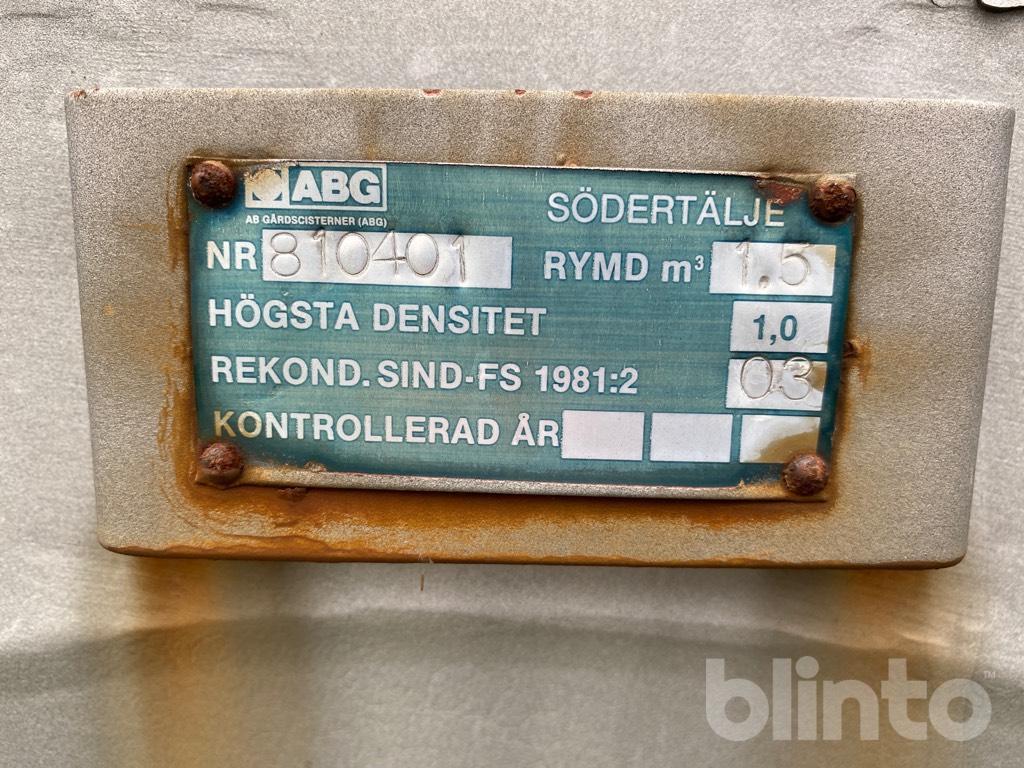 ABG
AB GÅRDSCISTERNER (ABG)
SÖDERTÄLJE
NR 810401 RYMD m³ 1,5
HÖGSTA DENSITET 1,0
REKOND. SIND-FS 1981:2 03
KONTROLLERAD ÅR
blinto™